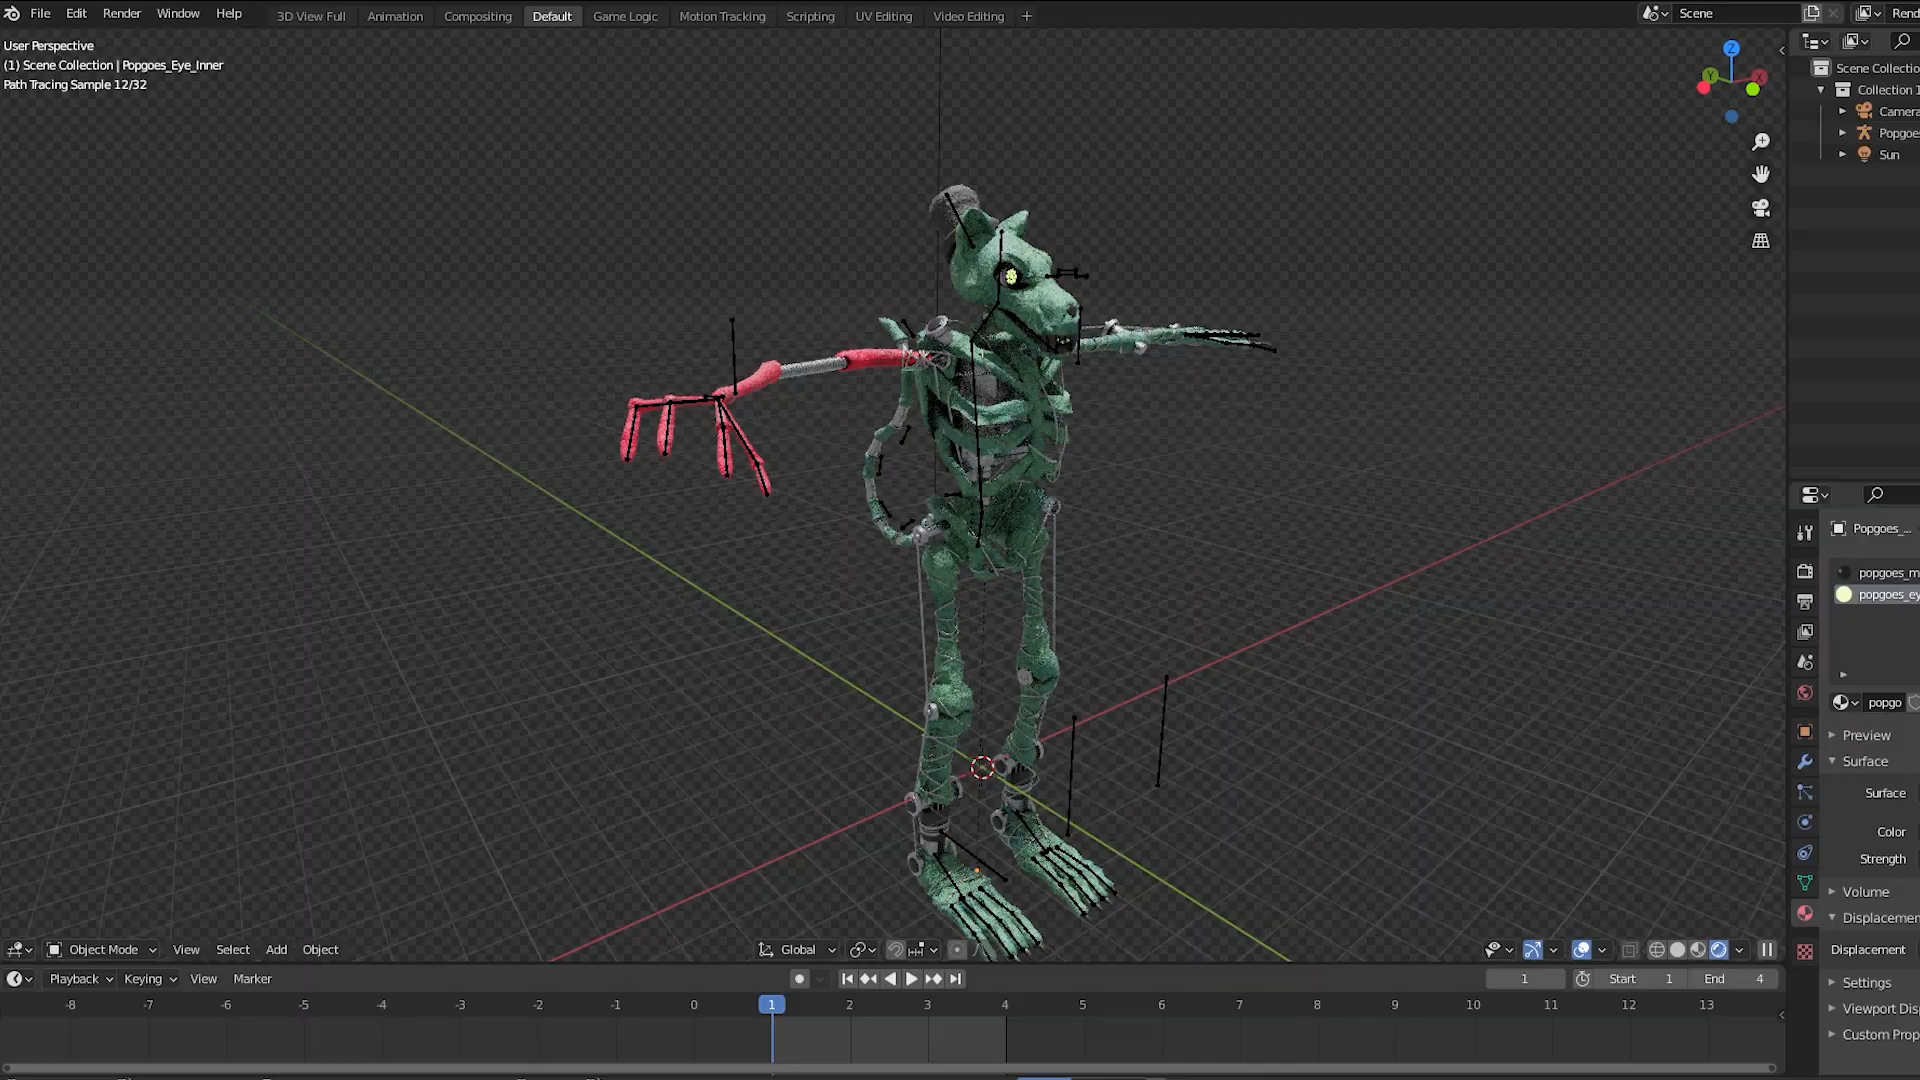 File Edit Render Window Help 3D View Full Animation Compositing Default Game Logic Motion Tracking Scripting UV Editing Video Editing + Scene Rend
User Perspective
(1) Scene Collection | Popgoes_Eye_Inner
Path Tracing Sample 12/32
Z
Y X
Scene Collectio
Collection 1
Camera
Popgoes
Sun
Popgoes_...
popgoes_m
popgoes_ey
popgo
Preview
Surface
Surface
Color
Strength
Volume
Displacemen
Displacement
Settings
Viewport Dis
Custom Prop
Object Mode View Select Add Object Global
Playback Keying View Marker 1 Start 1 End 4
-8 -7 -6 -5 -4 -3 -2 -1 0 1 2 3 4 5 6 7 8 9 10 11 12 13